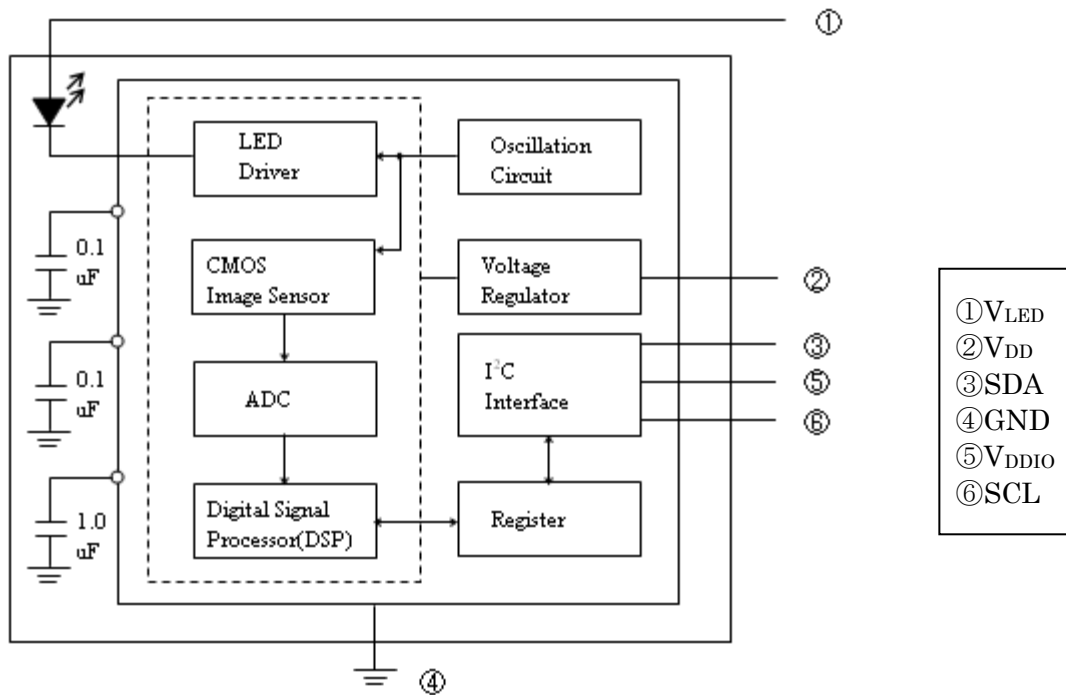 ①
LED
Driver
Oscillation
Circuit
0.1
uF
CMOS
Image Sensor
Voltage
Regulator
②
③
0.1
uF
ADC
I²C
Interface
⑤
⑥
1.0
uF
Digital Signal
Processor(DSP)
Register
④
①VLED
②VDD
③SDA
④GND
⑤VDDIO
⑥SCL